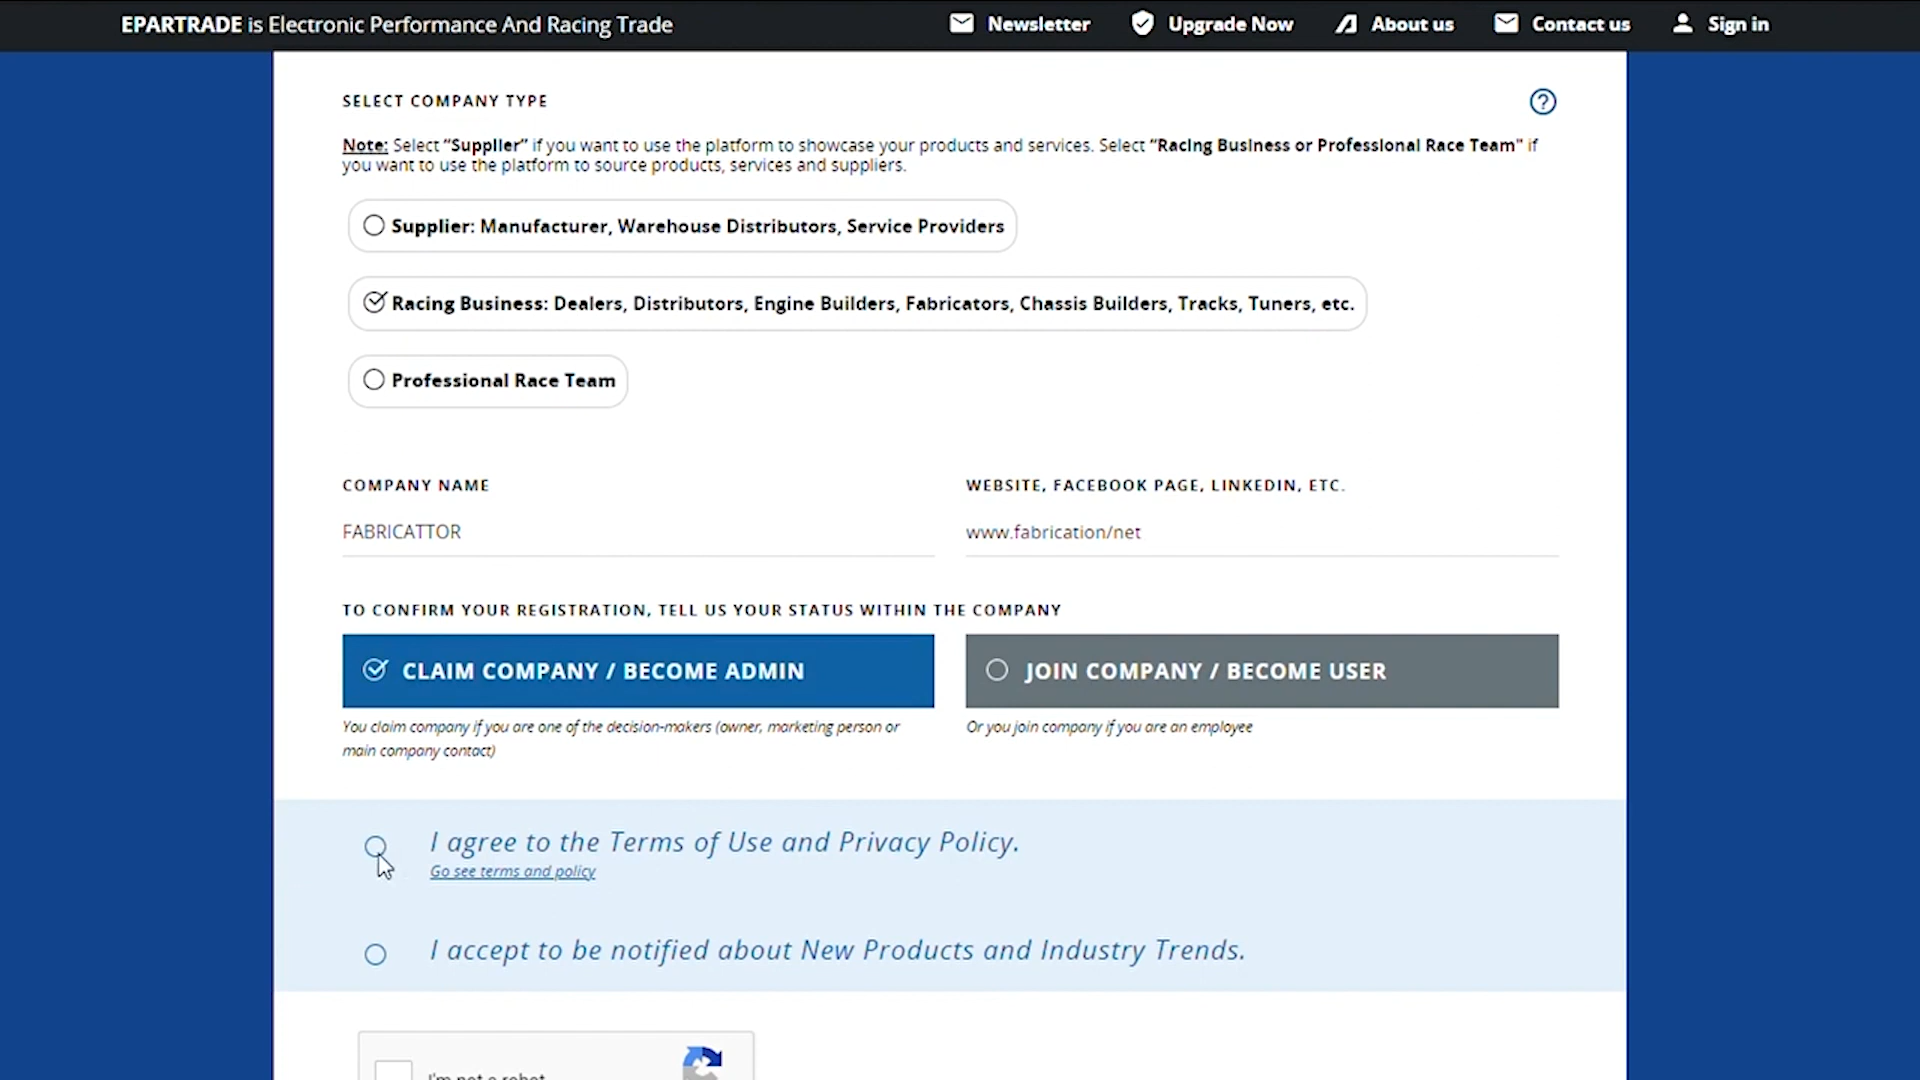 EPARTRADE is Electronic Performance And Racing Trade
Newsletter
Upgrade Now
About us
Contact us
Sign in
SELECT COMPANY TYPE
Note: Select “Supplier” if you want to use the platform to showcase your products and services. Select “Racing Business or Professional Race Team" if
you want to use the platform to source products, services and suppliers.
Supplier: Manufacturer, Warehouse Distributors, Service Providers
Racing Business: Dealers, Distributors, Engine Builders, Fabricators, Chassis Builders, Tracks, Tuners, etc.
Professional Race Team
COMPANY NAME
FABRICATTOR
WEBSITE, FACEBOOK PAGE, LINKEDIN, ETC.
www.fabrication/net
TO CONFIRM YOUR REGISTRATION, TELL US YOUR STATUS WITHIN THE COMPANY
CLAIM COMPANY / BECOME ADMIN
You claim company if you are one of the decision-makers (owner, marketing person or
main company contact)
JOIN COMPANY / BECOME USER
Or you join company if you are an employee
I agree to the Terms of Use and Privacy Policy.
Go see terms and policy
I accept to be notified about New Products and Industry Trends.
I'm not a robot